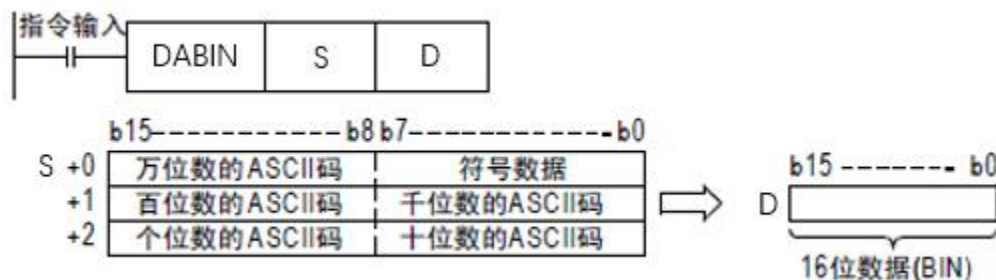 指令输入
DABIN S D
b15------------b8 b7------------b0
S +0 万位数的ASCII码 符号数据
+1 百位数的ASCII码 千位数的ASCII码
+2 个位数的ASCII码 十位数的ASCII码
b15 ------- b0
D
16位数据(BIN)